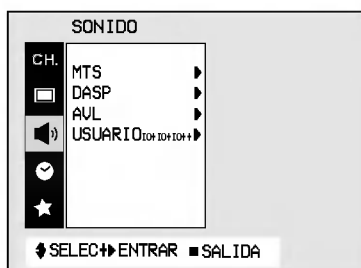 SONIDO
CH.
MTS
DASP
AVL
USUARIO
SELEC ENTRAR SALIDA